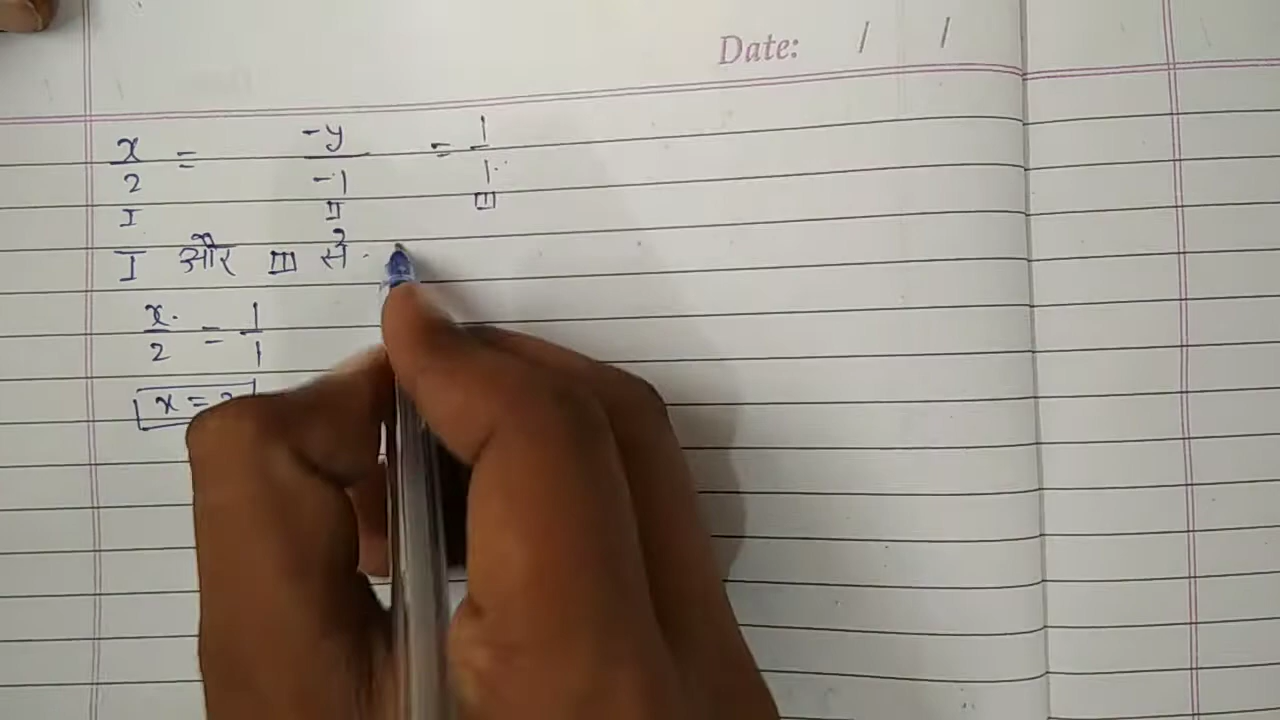 Date: / /
x/2 = -y/-1 = 1/1
I II III
I और III से
x/2 = 1/1
x =